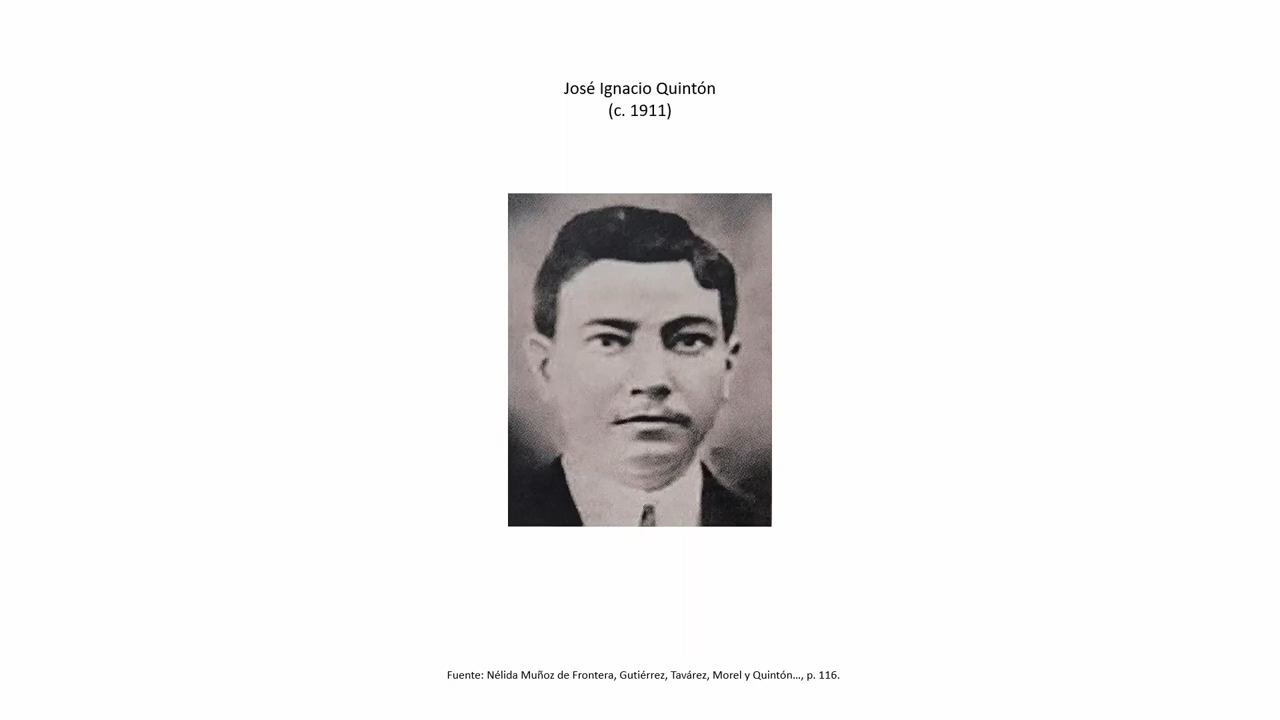 José Ignacio Quintón
(c. 1911)
Fuente: Nélida Muñoz de Frontera, Gutiérrez, Tavárez, Morel y Quintón..., p. 116.